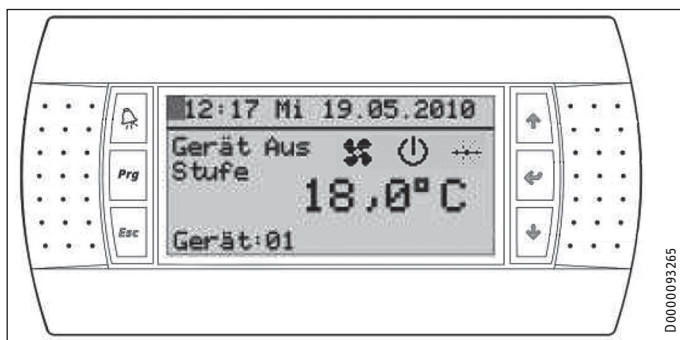 12:17 Mi 19.05.2010
Gerät Aus
Stufe
18,0°C
Gerät:01
Prg
Esc
D0000093265